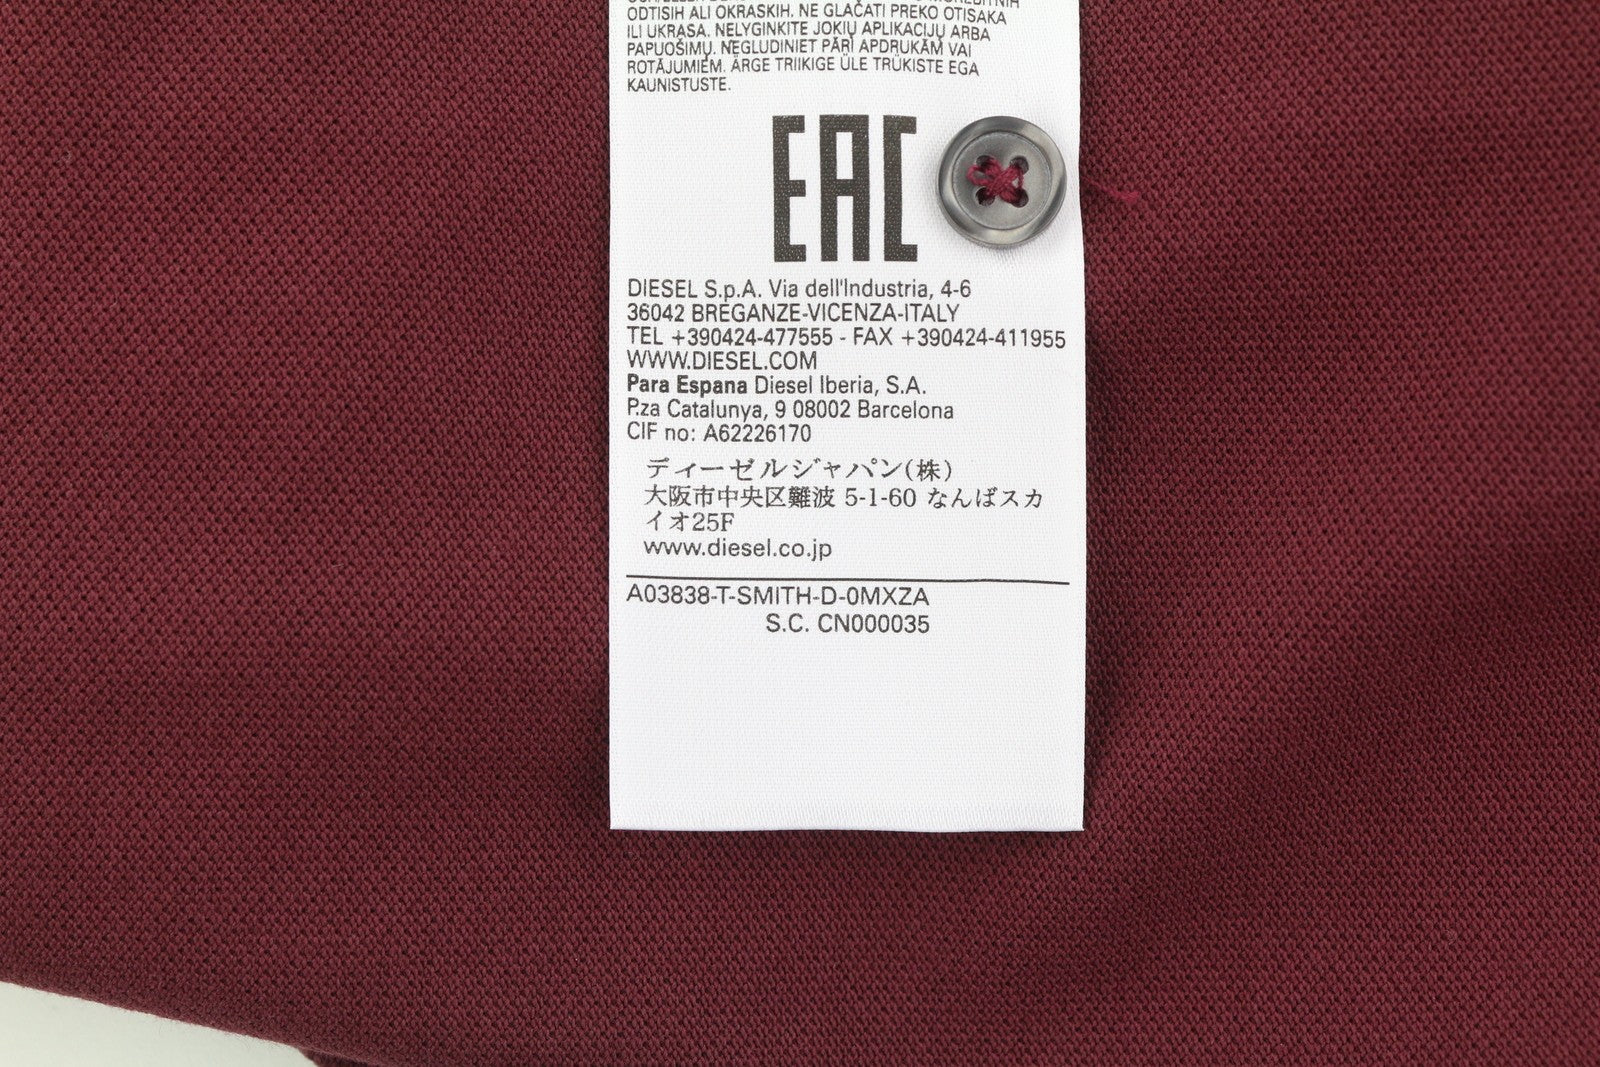 ODTISIH ALI OKRASKIH. NE GLAČATI PREKO OTISAKA
ILI UKRASA. NELYGINKITE JOKIŲ APLIKACIJŲ ARBA
PAPUOŠIMŲ. NEGLUDINIET PĀRI APDRUKĀM VAI
ROTĀJUMIEM. ÄRGE TRIIKIGE ÜLE TRÜKISTE EGA
KAUNISTUSTE.
EAC
DIESEL S.p.A. Via dell'Industria, 4-6
36042 BREGANZE-VICENZA-ITALY
TEL +390424-477555 - FAX +390424-411955
WWW.DIESEL.COM
Para Espana Diesel Iberia, S.A.
P.za Catalunya, 9 08002 Barcelona
CIF no: A62226170
ディーゼルジャパン(株)
大阪市中央区難波 5-1-60 なんばスカ
イオ25F
www.diesel.co.jp
A03838-T-SMITH-D-0MXZA
S.C. CN000035